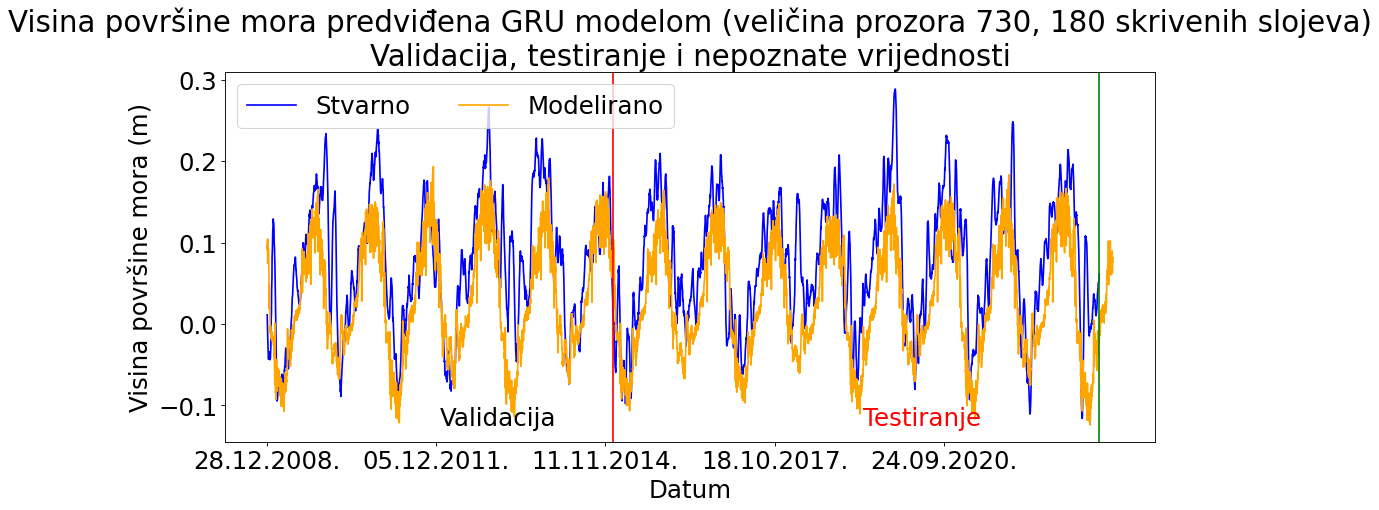 Visina površine mora predviđena GRU modelom (veličina prozora 730, 180 skrivenih slojeva)
Validacija, testiranje i nepoznate vrijednosti
Visina površine mora (m)
0.3
0.2
0.1
0.0
−0.1
Stvarno
Modelirano
Validacija
Testiranje
28.12.2008.
05.12.2011.
11.11.2014.
18.10.2017.
24.09.2020.
Datum